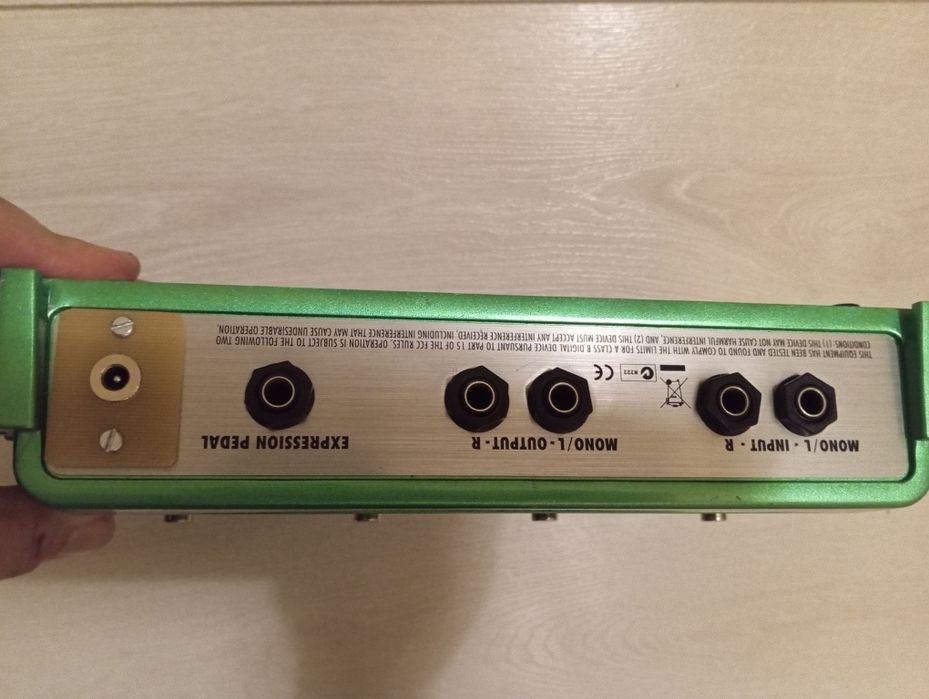 THIS EQUIPMENT HAS BEEN TESTED AND FOUND TO COMPLY WITH THE LIMITS FOR A CLASS B DIGITAL DEVICE PURSUANT TO PART 15 OF THE FCC RULES. OPERATION IS SUBJECT TO THE FOLLOWING TWO
CONDITIONS: (1) THIS DEVICE MAY NOT CAUSE HARMFUL INTERFERENCE, AND (2) THIS DEVICE MUST ACCEPT ANY INTERFERENCE RECEIVED, INCLUDING INTERFERENCE THAT MAY CAUSE UNDESIRABLE OPERATION.
MONO/L - INPUT - R
MONO/L - OUTPUT - R
EXPRESSION PEDAL
N222
CE